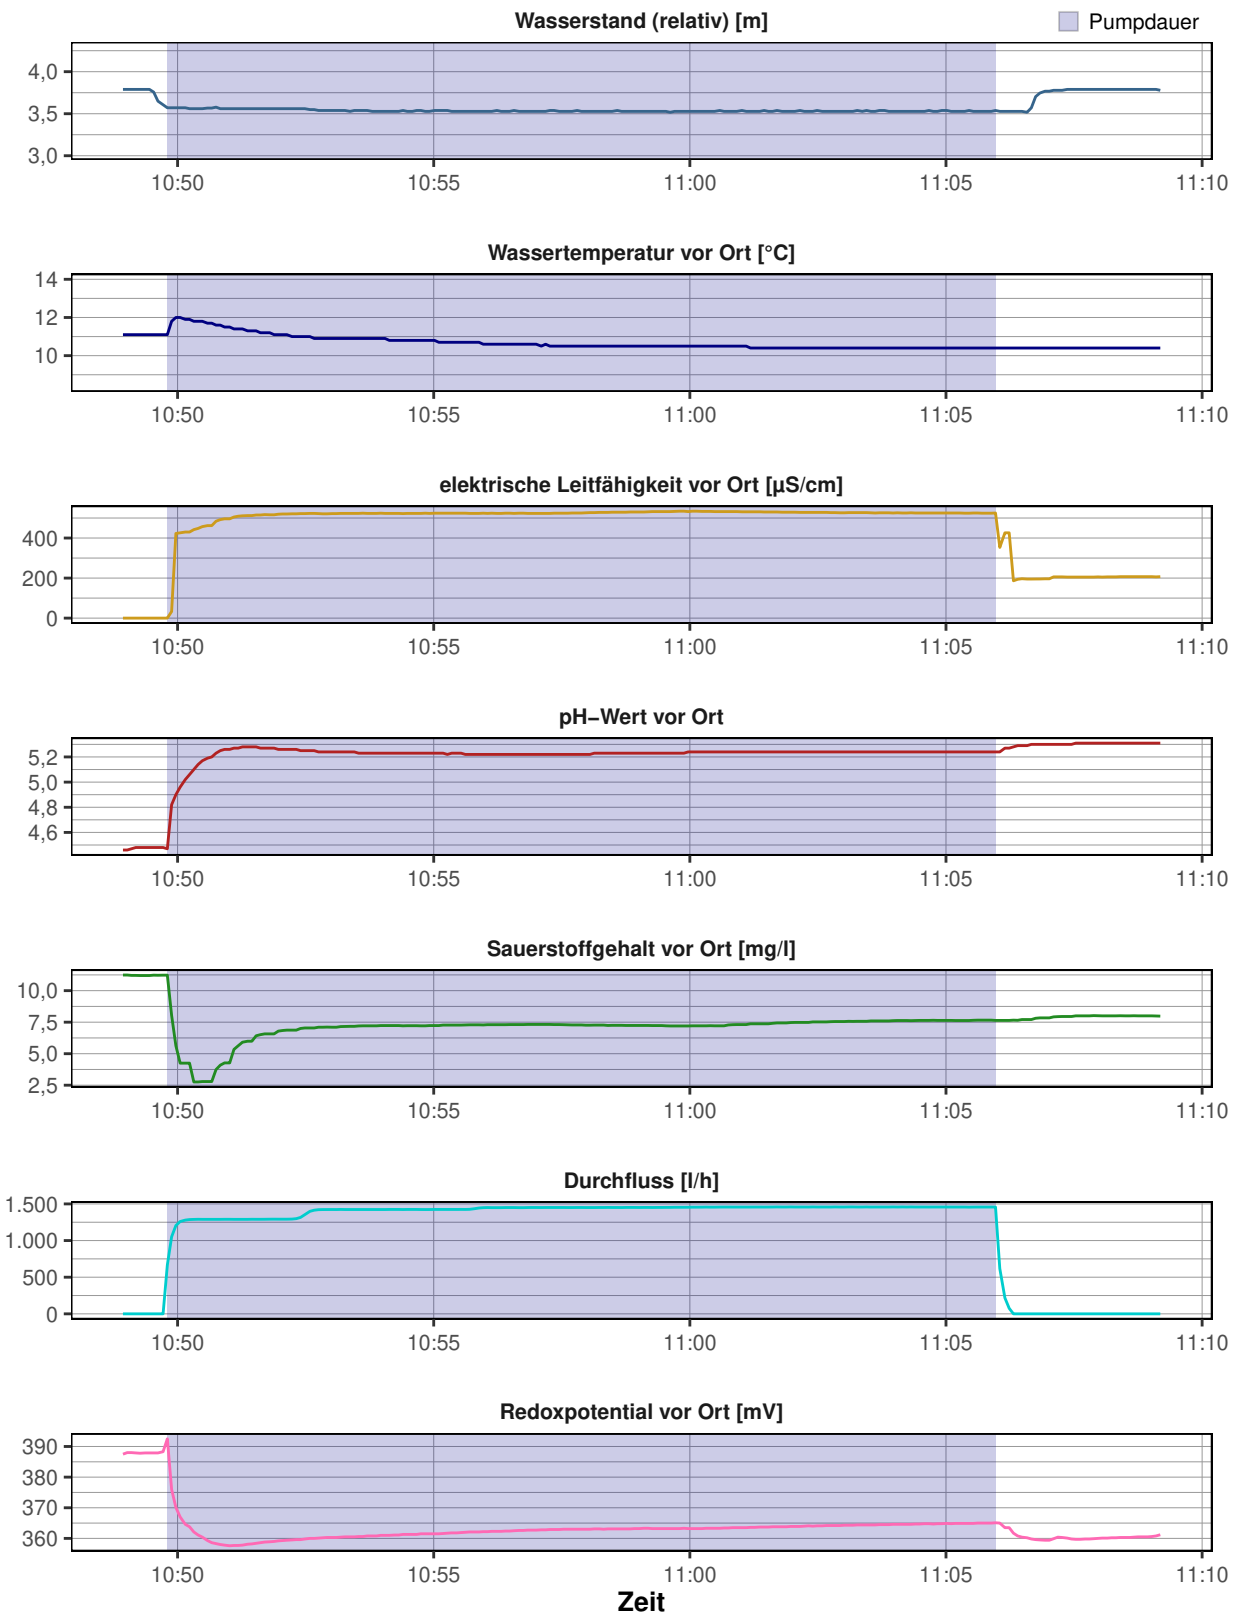 Wasserstand (relativ) [m]
Pumpdauer
4,0
3,5
3,0
10:50 10:55 11:00 11:05 11:10
Wassertemperatur vor Ort [°C]
14
12
10
10:50 10:55 11:00 11:05 11:10
elektrische Leitfähigkeit vor Ort [µS/cm]
400
200
0
10:50 10:55 11:00 11:05 11:10
pH−Wert vor Ort
5,2
5,0
4,8
4,6
10:50 10:55 11:00 11:05 11:10
Sauerstoffgehalt vor Ort [mg/l]
10,0
7,5
5,0
2,5
10:50 10:55 11:00 11:05 11:10
Durchfluss [l/h]
1.500
1.000
500
0
10:50 10:55 11:00 11:05 11:10
Redoxpotential vor Ort [mV]
390
380
370
360
10:50 10:55 11:00 11:05 11:10
Zeit